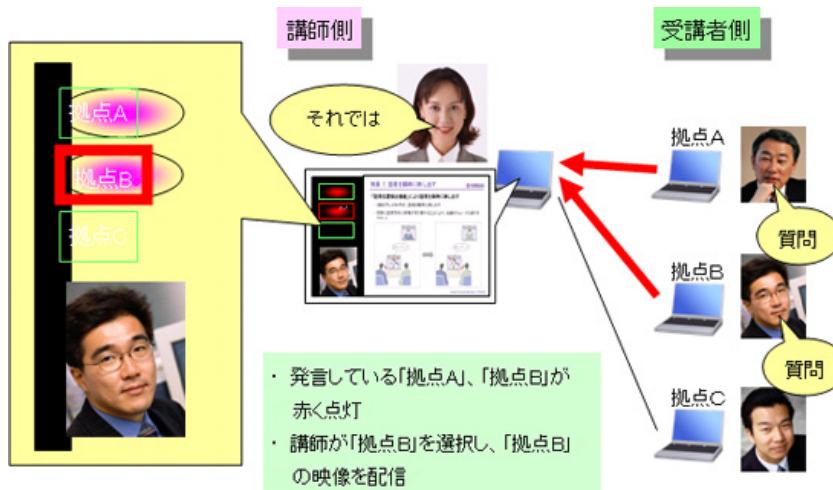 講師側
受講者側
拠点A
拠点B
拠点C
それでは
拠点A
質問
拠点B
質問
拠点C
・ 発言している「拠点A」、「拠点B」が
赤く点灯
・ 講師が「拠点B」を選択し、「拠点B」
の映像を配信